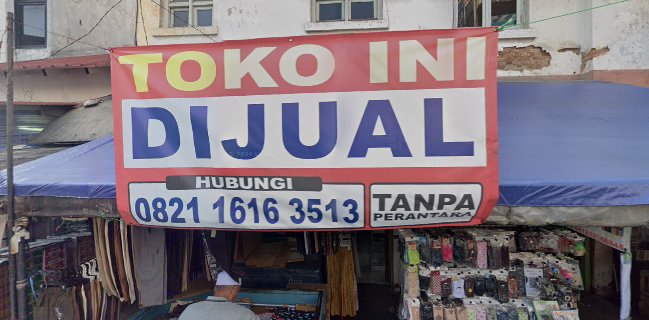 TOKO INI
DIJUAL
HUBUNGI
0821 1616 3513
TANPA
PERANTARA